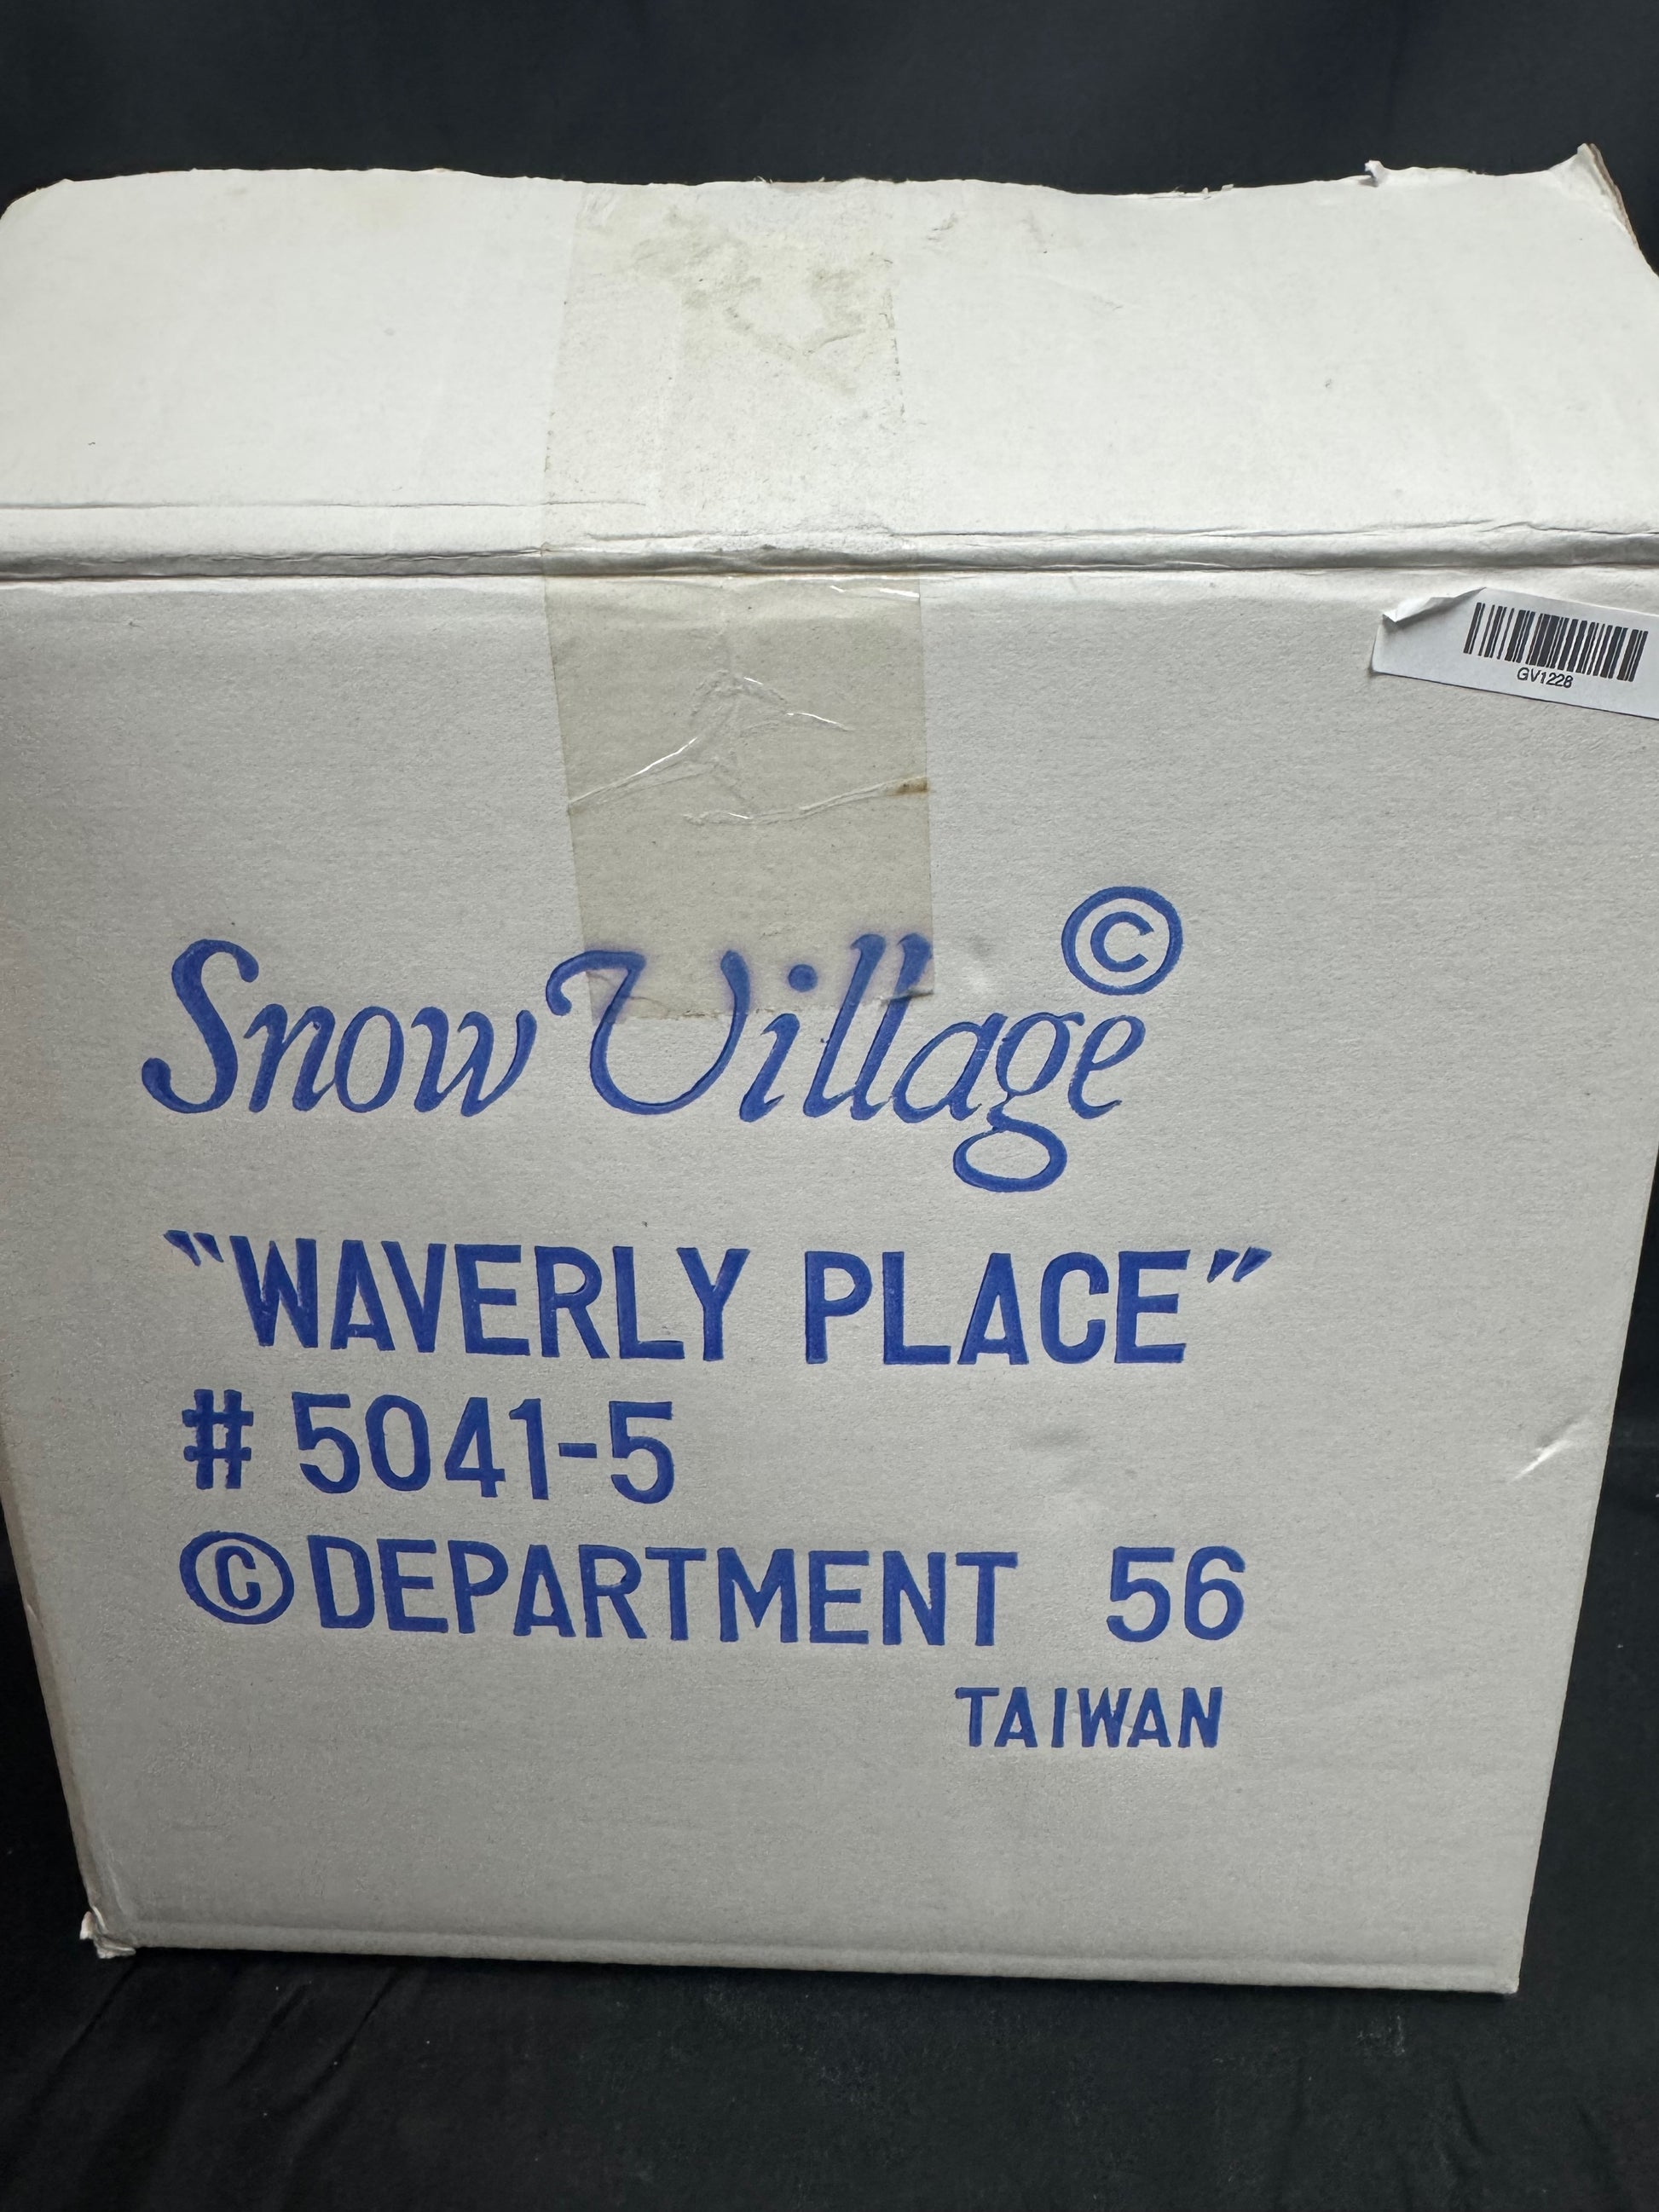 GV1228
Snow Village ©
"WAVERLY PLACE"
# 5041-5
© DEPARTMENT 56
TAIWAN